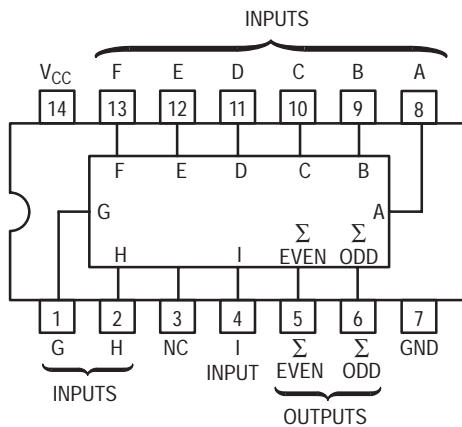 INPUTS
VCC F E D C B A
14 13 12 11 10 9 8
F E D C B
G A
H I Σ EVEN Σ ODD
1 2 3 4 5 6 7
G H NC I INPUT Σ EVEN Σ ODD GND
INPUTS OUTPUTS